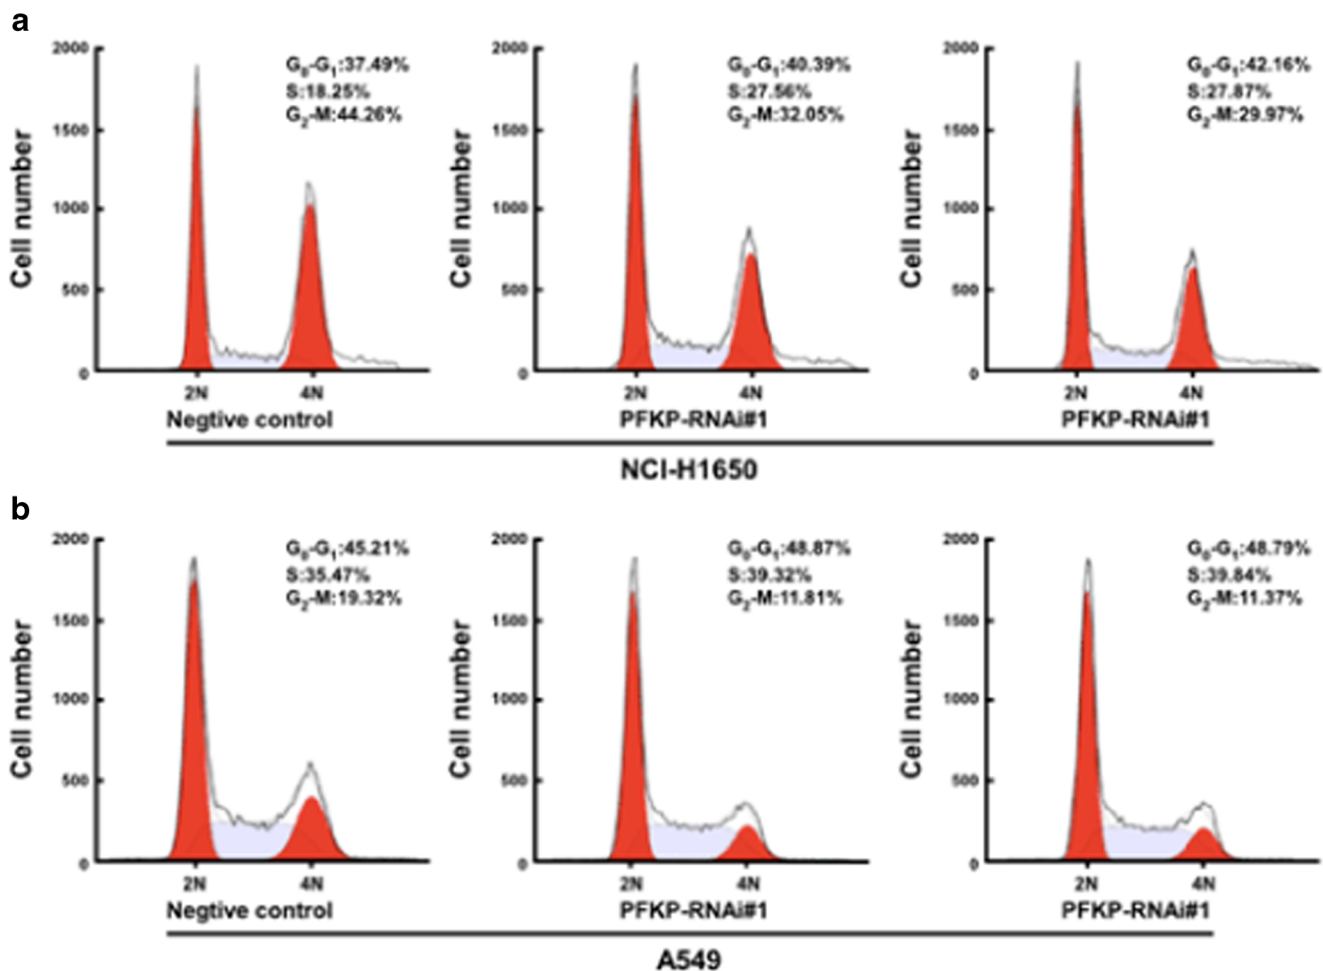 a
2000
1500
1000
500
0
Cell number
G0-G1:37.49%
S:18.25%
G2-M:44.26%
2N 4N
Negtive control
2000
1500
1000
500
0
Cell number
G0-G1:40.39%
S:27.56%
G2-M:32.05%
2N 4N
PFKP-RNAi#1
2000
1500
1000
500
0
Cell number
G0-G1:42.16%
S:27.87%
G2-M:29.97%
2N 4N
PFKP-RNAi#1
NCI-H1650
b
2000
1500
1000
500
0
Cell number
G0-G1:45.21%
S:35.47%
G2-M:19.32%
2N 4N
Negtive control
2000
1500
1000
500
0
Cell number
G0-G1:48.87%
S:39.32%
G2-M:11.81%
2N 4N
PFKP-RNAi#1
2000
1500
1000
500
0
Cell number
G0-G1:48.79%
S:39.84%
G2-M:11.37%
2N 4N
PFKP-RNAi#1
A549